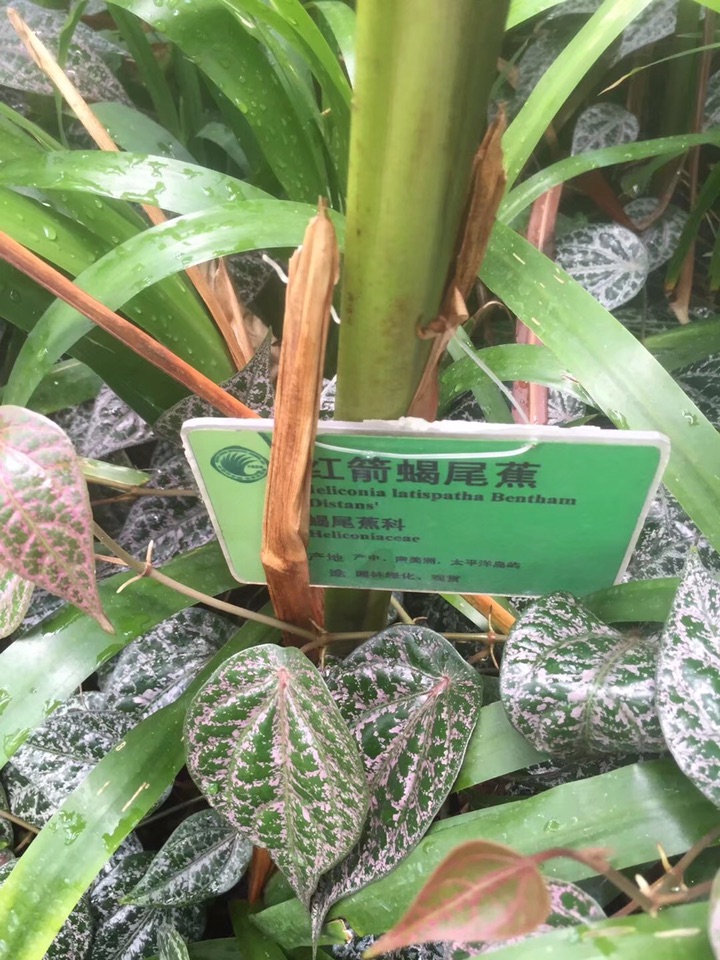 红箭蝎尾蕉
Heliconia latispatha Bentham
Distans'
蝎尾蕉科
Heliconiaceae
产地 产中、南美洲，太平洋岛屿
途 园林绿化、观赏